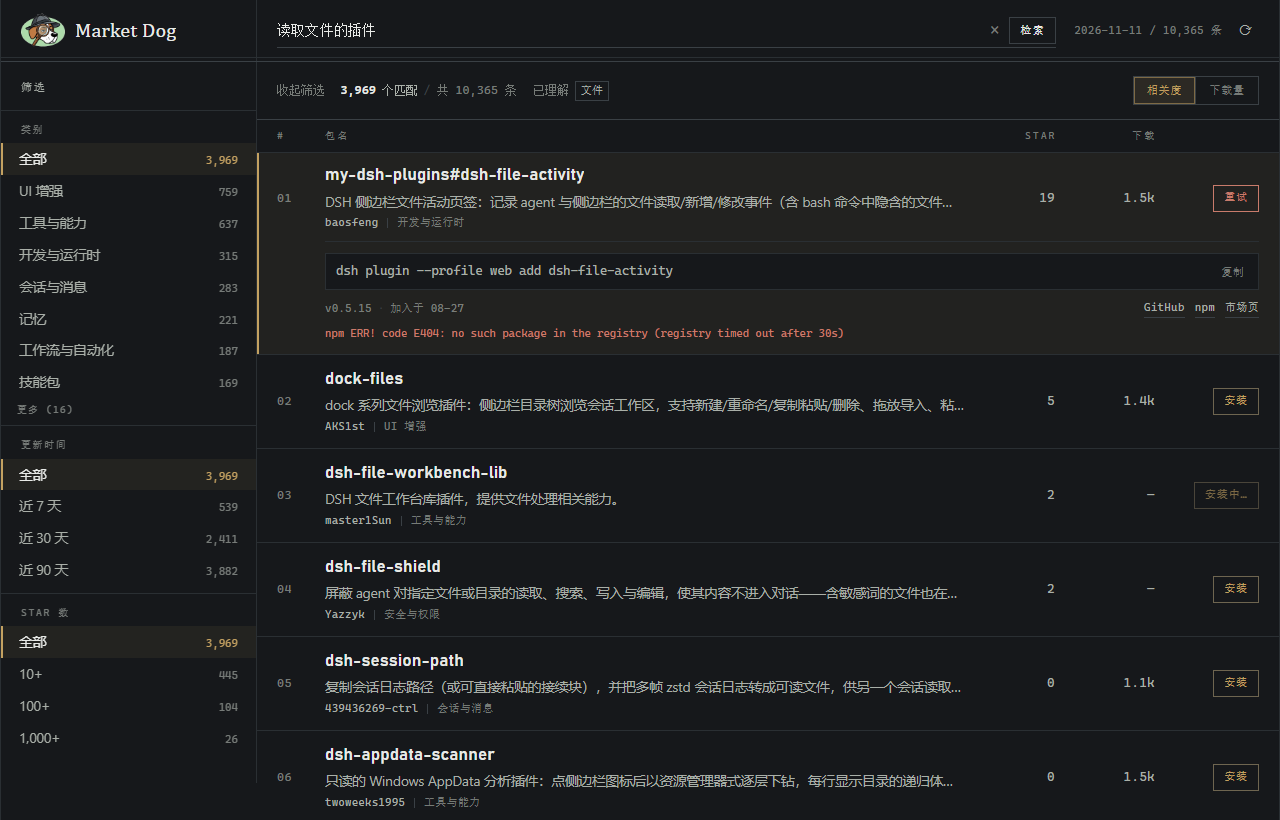 Market Dog
读取文件的插件
× 检索 2026-11-11 / 10,365 条
筛选
收起筛选 3,969 个匹配 / 共 10,365 条 已理解 文件 相关度 下载量
类别
全部 3,969
UI 增强 759
工具与能力 637
开发与运行时 315
会话与消息 283
记忆 221
工作流与自动化 187
技能包 169
更多 (16)
更新时间
全部 3,969
近 7 天 539
近 30 天 2,411
近 90 天 3,882
STAR 数
全部 3,969
10+ 445
100+ 104
1,000+ 26
# 包名 STAR 下载
01 my-dsh-plugins#dsh-file-activity
DSH 侧边栏文件活动页签：记录 agent 与侧边栏的文件读取/新增/修改事件（含 bash 命令中隐含的文件…
baosfeng | 开发与运行时
19 1.5k 重试
dsh plugin --profile web add dsh-file-activity 复制
v0.5.15 · 加入于 08-27 GitHub npm 市场页
npm ERR! code E404: no such package in the registry (registry timed out after 30s)
02 dock-files
dock 系列文件浏览插件：侧边栏目录树浏览会话工作区，支持新建/重命名/复制粘贴/删除、拖放导入、粘…
AKS1st | UI 增强
5 1.4k 安装
03 dsh-file-workbench-lib
DSH 文件工作台库插件，提供文件处理相关能力。
master1Sun | 工具与能力
2 — 安装中…
04 dsh-file-shield
屏蔽 agent 对指定文件或目录的读取、搜索、写入与编辑，使其内容不进入对话——含敏感词的文件也在…
Yazzyk | 安全与权限
2 — 安装
05 dsh-session-path
复制会话日志路径（或可直接粘贴的接续块），并把多帧 zstd 会话日志转成可读文件，供另一个会话读取…
439436269-ctrl | 会话与消息
0 1.1k 安装
06 dsh-appdata-scanner
只读的 Windows AppData 分析插件：点侧边栏图标后以资源管理器式逐层下钻，每行显示目录的递归体…
twoweeks1995 | 工具与能力
0 1.5k 安装